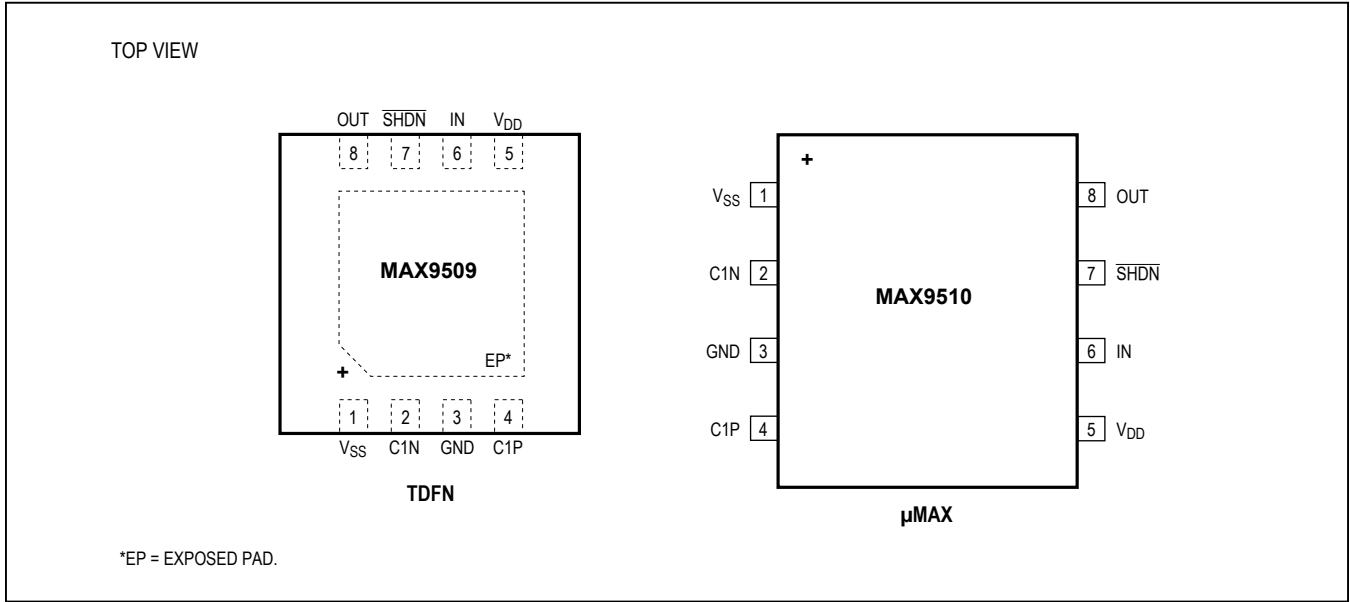 TOP VIEW
OUT SHDN IN VDD
8 7 6 5
MAX9509
EP*
+
1 2 3 4
VSS C1N GND C1P
TDFN
+
VSS 1
C1N 2
GND 3
C1P 4
MAX9510
8 OUT
7 SHDN
6 IN
5 VDD
µMAX
*EP = EXPOSED PAD.